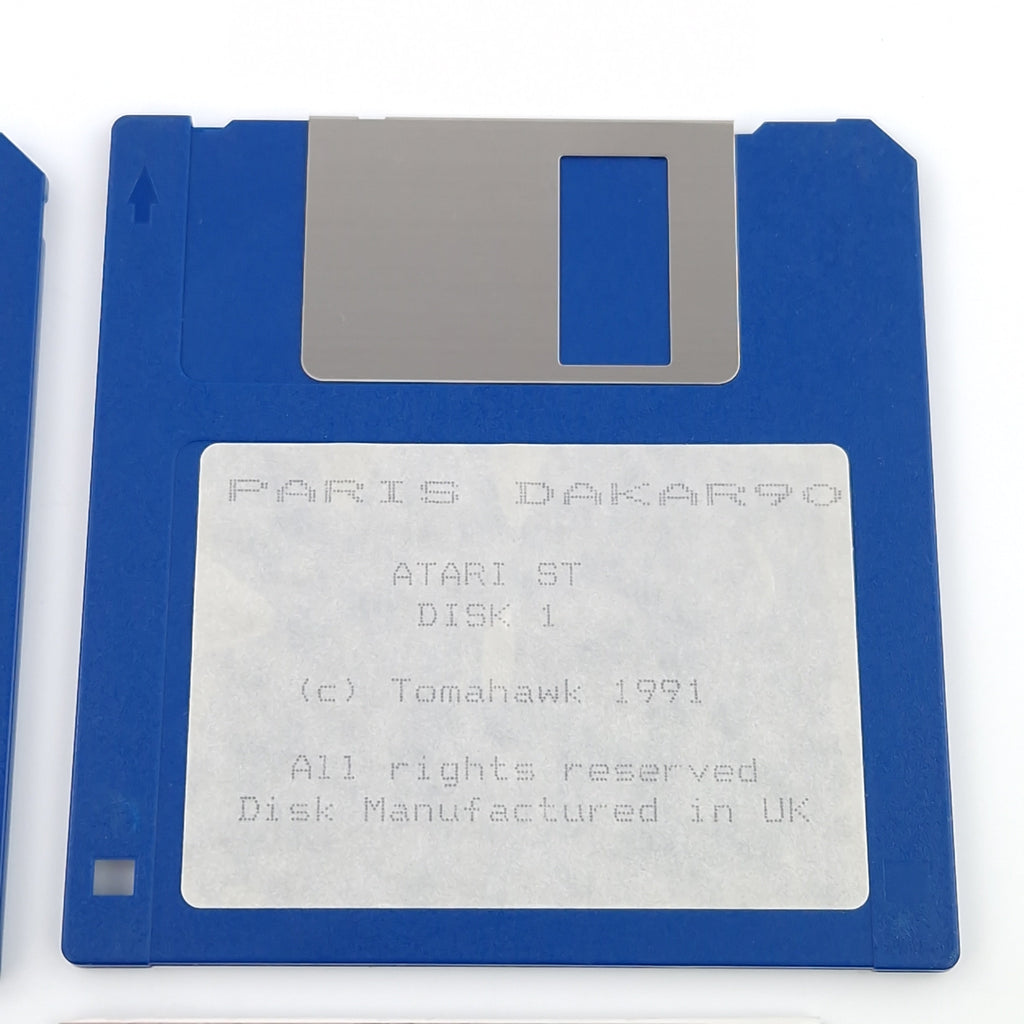 PARIS DAKAR90
ATARI ST
DISK 1
(c) Tomahawk 1991
All rights reserved
Disk Manufactured in UK